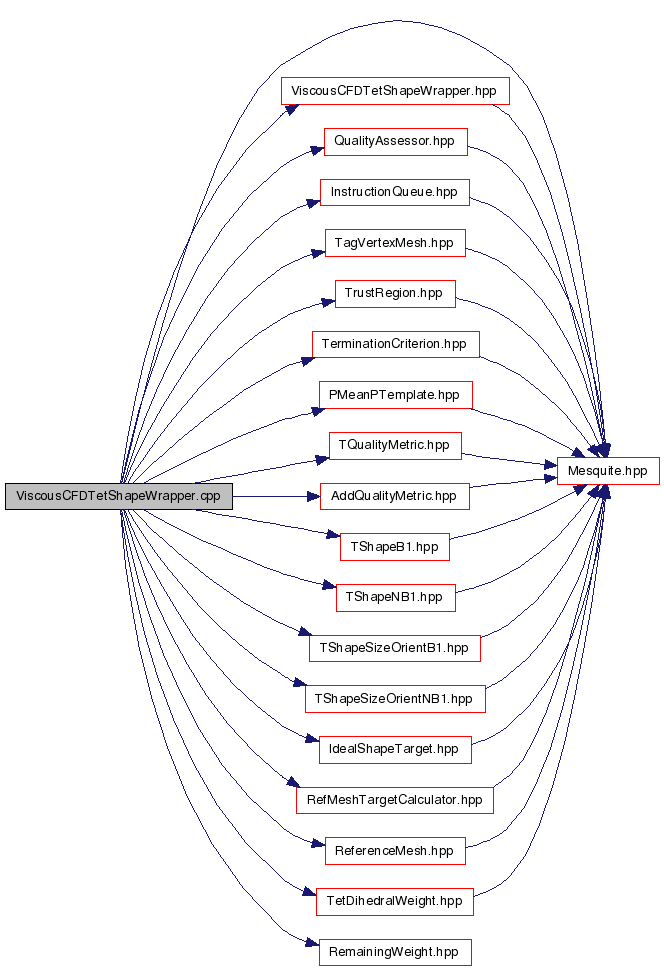 ViscousCFDTetShapeWrapper.hpp
QualityAssessor.hpp
InstructionQueue.hpp
TagVertexMesh.hpp
TrustRegion.hpp
TerminationCriterion.hpp
PMeanPTemplate.hpp
TQualityMetric.hpp
Mesquite.hpp
ViscousCFDTetShapeWrapper.cpp
AddQualityMetric.hpp
TShapeB1.hpp
TShapeNB1.hpp
TShapeSizeOrientB1.hpp
TShapeSizeOrientNB1.hpp
IdealShapeTarget.hpp
RefMeshTargetCalculator.hpp
ReferenceMesh.hpp
TetDihedralWeight.hpp
RemainingWeight.hpp